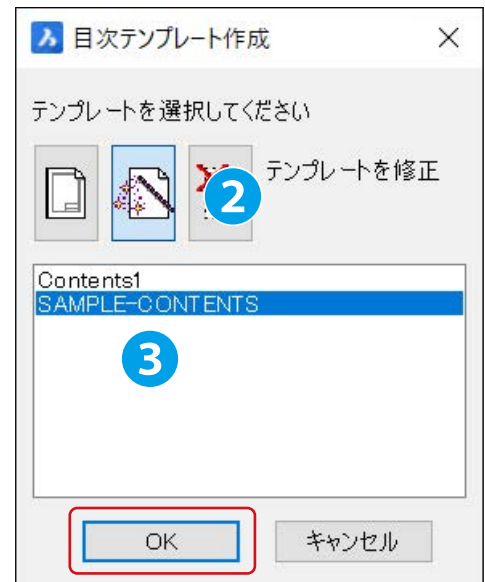 目次テンプレート作成
テンプレートを選択してください
テンプレートを修正
2
Contents1
SAMPLE-CONTENTS
3
OK キャンセル